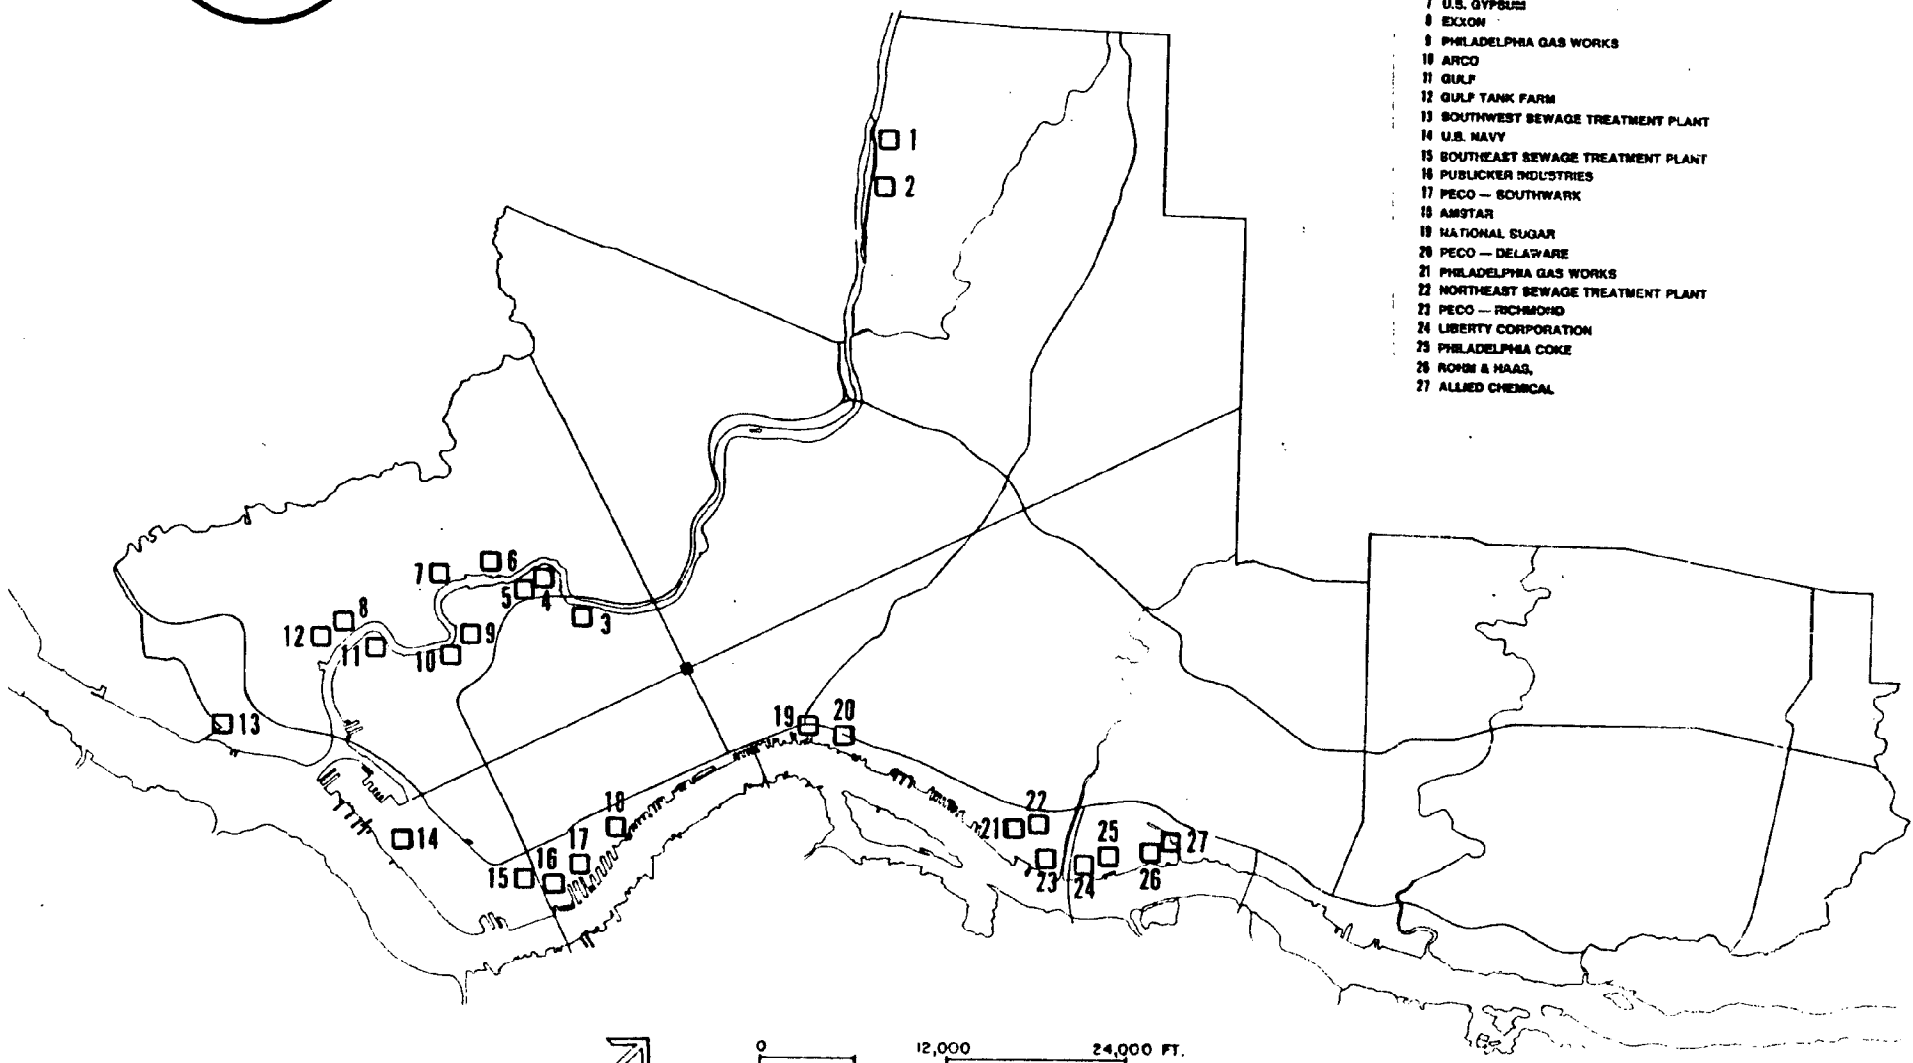 7 U.S. GYPSUM
8 EXXON
9 PHILADELPHIA GAS WORKS
10 ARCO
11 GULF
12 GULF TANK FARM
13 SOUTHWEST SEWAGE TREATMENT PLANT
14 U.S. NAVY
15 SOUTHEAST SEWAGE TREATMENT PLANT
16 PUBLICKER INDUSTRIES
17 PECO — SOUTHWARK
18 AMSTAR
19 NATIONAL SUGAR
20 PECO — DELAWARE
21 PHILADELPHIA GAS WORKS
22 NORTHEAST SEWAGE TREATMENT PLANT
23 PECO — RICHMOND
24 LIBERTY CORPORATION
25 PHILADELPHIA COKE
26 ROHM & HAAS,
27 ALLIED CHEMICAL
1
2
6
7
5
4
3
8
12
11
9
10
13
19
20
14
18
17
16
15
22
21
25
27
23
24
26
0 12,000 24,000 FT.